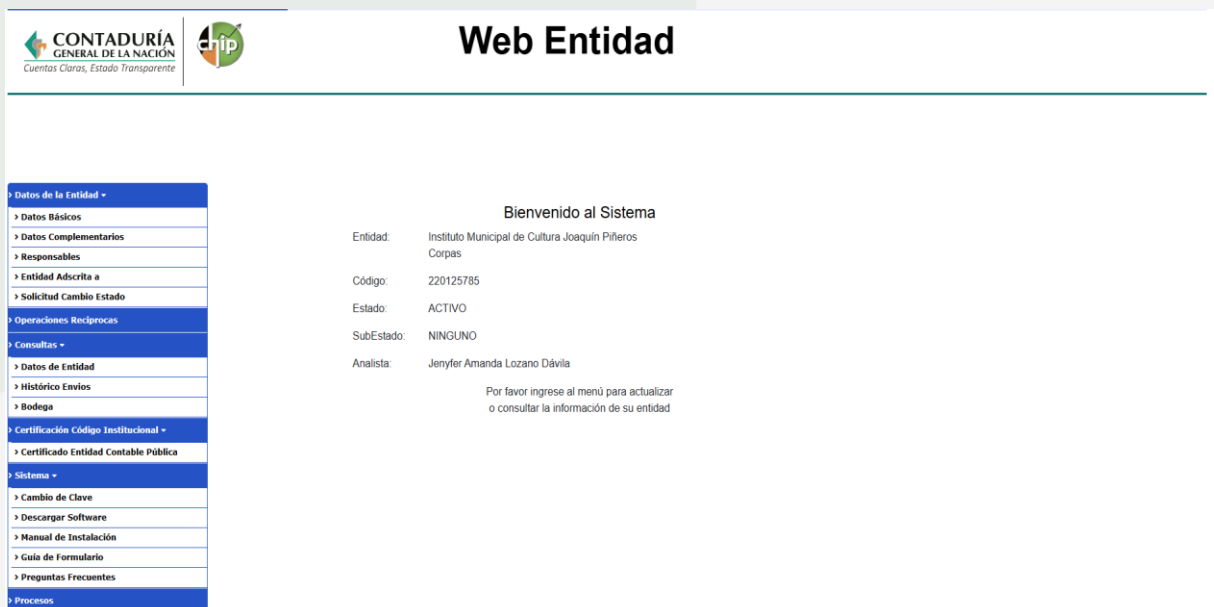 CONTADURÍA
GENERAL DE LA NACIÓN
Cuentas Claras, Estado Transparente
chip
Web Entidad
› Datos de la Entidad
› Datos Básicos
› Datos Complementarios
› Responsables
› Entidad Adscrita a
› Solicitud Cambio Estado
› Operaciones Reciprocas
› Consultas
› Datos de Entidad
› Histórico Envios
› Bodega
› Certificación Código Institucional
› Certificado Entidad Contable Pública
› Sistema
› Cambio de Clave
› Descargar Software
› Manual de Instalación
› Guía de Formulario
› Preguntas Frecuentes
› Procesos
Bienvenido al Sistema
Entidad: Instituto Municipal de Cultura Joaquín Piñeros
Corpas
Código: 220125785
Estado: ACTIVO
SubEstado: NINGUNO
Analista: Jenyfer Amanda Lozano Dávila
Por favor ingrese al menú para actualizar
o consultar la información de su entidad